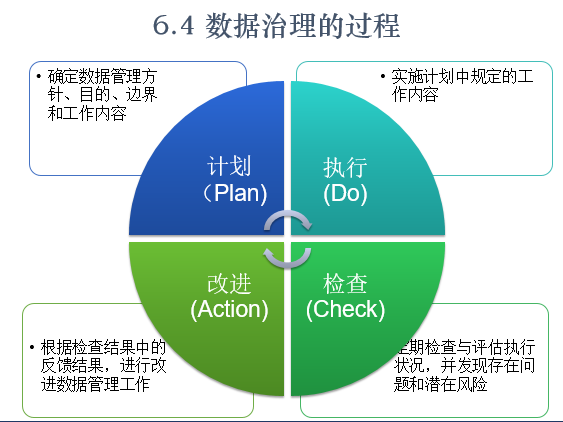 6.4 数据治理的过程
• 确定数据管理方
针、目的、边界
和工作内容
• 实施计划中规定的工
作内容
计划
（Plan)
执行
(Do)
改进
(Action)
检查
(Check)
• 根据检查结果中的
反馈结果，进行改
进数据管理工作
期检查与评估执行
状况，并发现存在问
题和潜在风险